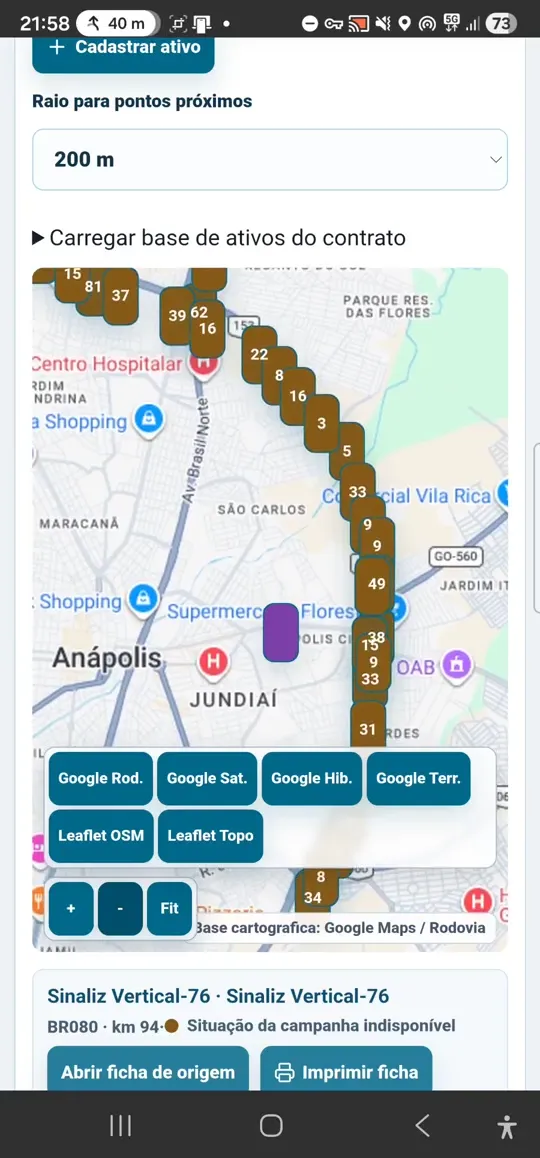 21:58
40 m
5G
73
+ Cadastrar ativo
Raio para pontos próximos
200 m
Carregar base de ativos do contrato
15
81
37
39
62
16
153
PARQUE RES.
DAS FLORES
22
Centro Hospitalar
H
8
16
3
a Shopping
Av. Brasil Norte
5
33
Vila Rica
SÃO CARLOS
MARACANÃ
9
9
GO-560
49
JARDIM IT
Shopping
Supermerc
Flores
38
15
Anápolis
H
9
OAB
33
JUNDIAÍ
31
Google Rod.
Google Sat.
Google Hib.
Google Terr.
Leaflet OSM
Leaflet Topo
8
34
H
+
-
Fit
Base cartografica: Google Maps / Rodovia
Sinaliz Vertical-76 · Sinaliz Vertical-76
BR080 · km 94· Situação da campanha indisponível
Abrir ficha de origem
Imprimir ficha